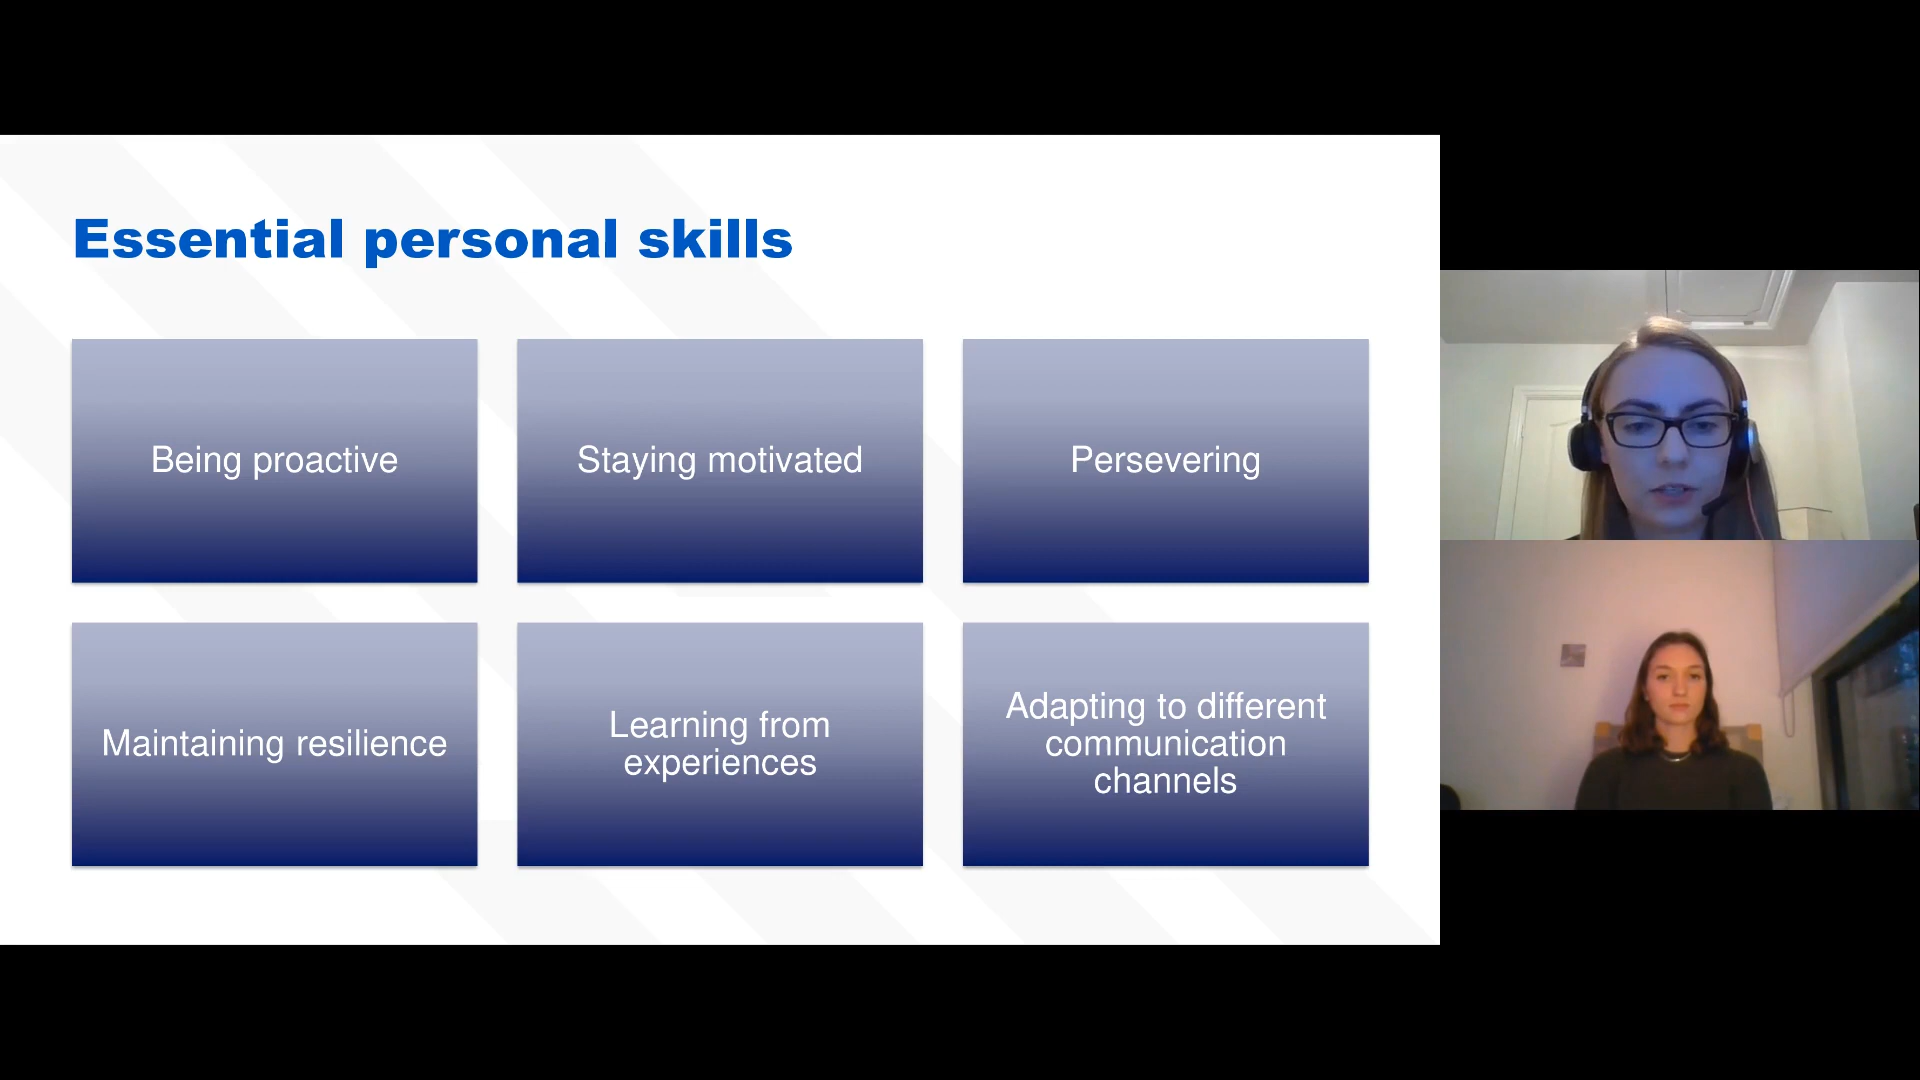 Essential personal skills
Being proactive
Staying motivated
Persevering
Maintaining resilience
Learning from
experiences
Adapting to different
communication
channels